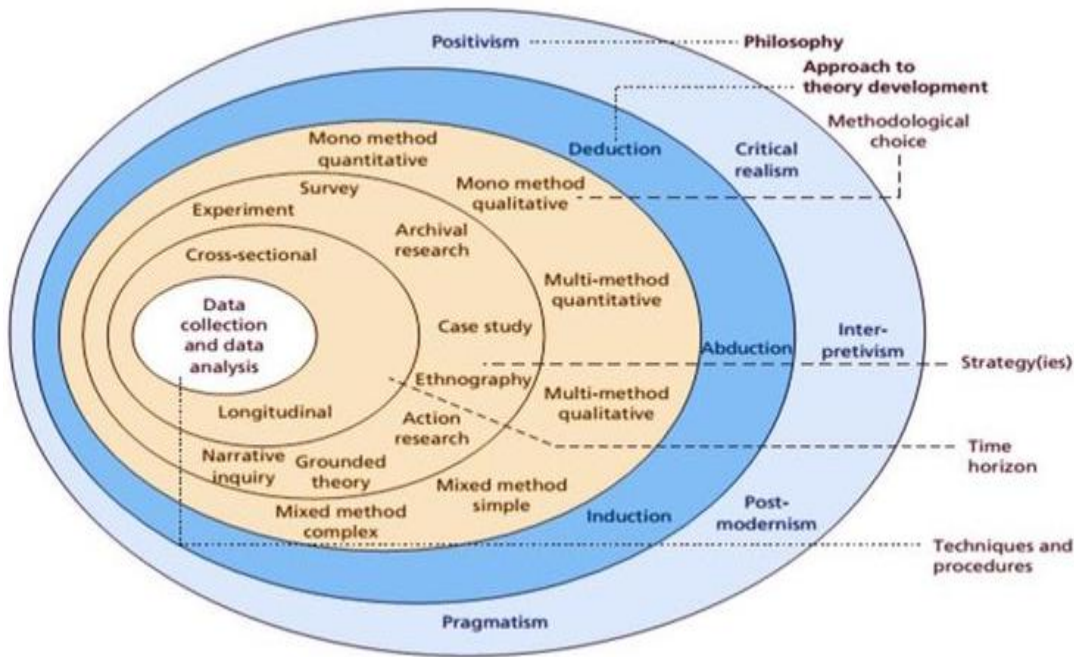 Positivism
Philosophy
Approach to
theory development
Methodological
choice
Mono method
quantitative
Deduction
Critical
realism
Survey
Mono method
qualitative
Experiment
Archival
research
Cross-sectional
Multi-method
quantitative
Data
collection
and data
analysis
Case study
Abduction
Inter-
pretivism
Strategy(ies)
Ethnography
Multi-method
qualitative
Longitudinal
Action
research
Time
horizon
Narrative
inquiry
Grounded
theory
Mixed method
simple
Mixed method
complex
Induction
Post-
modernism
Techniques and
procedures
Pragmatism